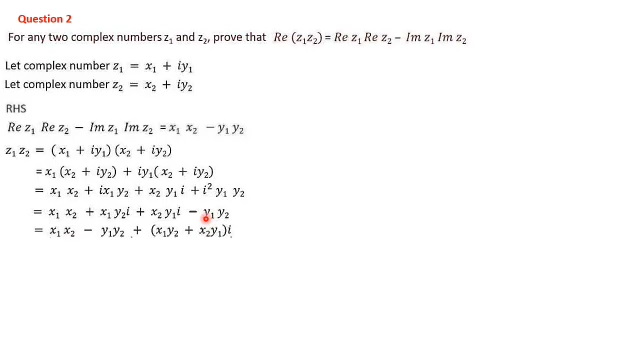 Question 2
For any two complex numbers z₁ and z₂, prove that Re (z₁z₂) = Re z₁ Re z₂ − Im z₁ Im z₂
Let complex number z₁ = x₁ + iy₁
Let complex number z₂ = x₂ + iy₂
RHS
Re z₁ Re z₂ − Im z₁ Im z₂ = x₁ x₂ − y₁ y₂
z₁ z₂ = ( x₁ + iy₁) (x₂ + iy₂)
= x₁ (x₂ + iy₂) + iy₁( x₂ + iy₂)
= x₁ x₂ + ix₁ y₂ + x₂ y₁ i + i² y₁ y₂
= x₁ x₂ + x₁ y₂i + x₂ y₁i − y₁ y₂
= x₁ x₂ − y₁y₂ + (x₁y₂ + x₂y₁)i